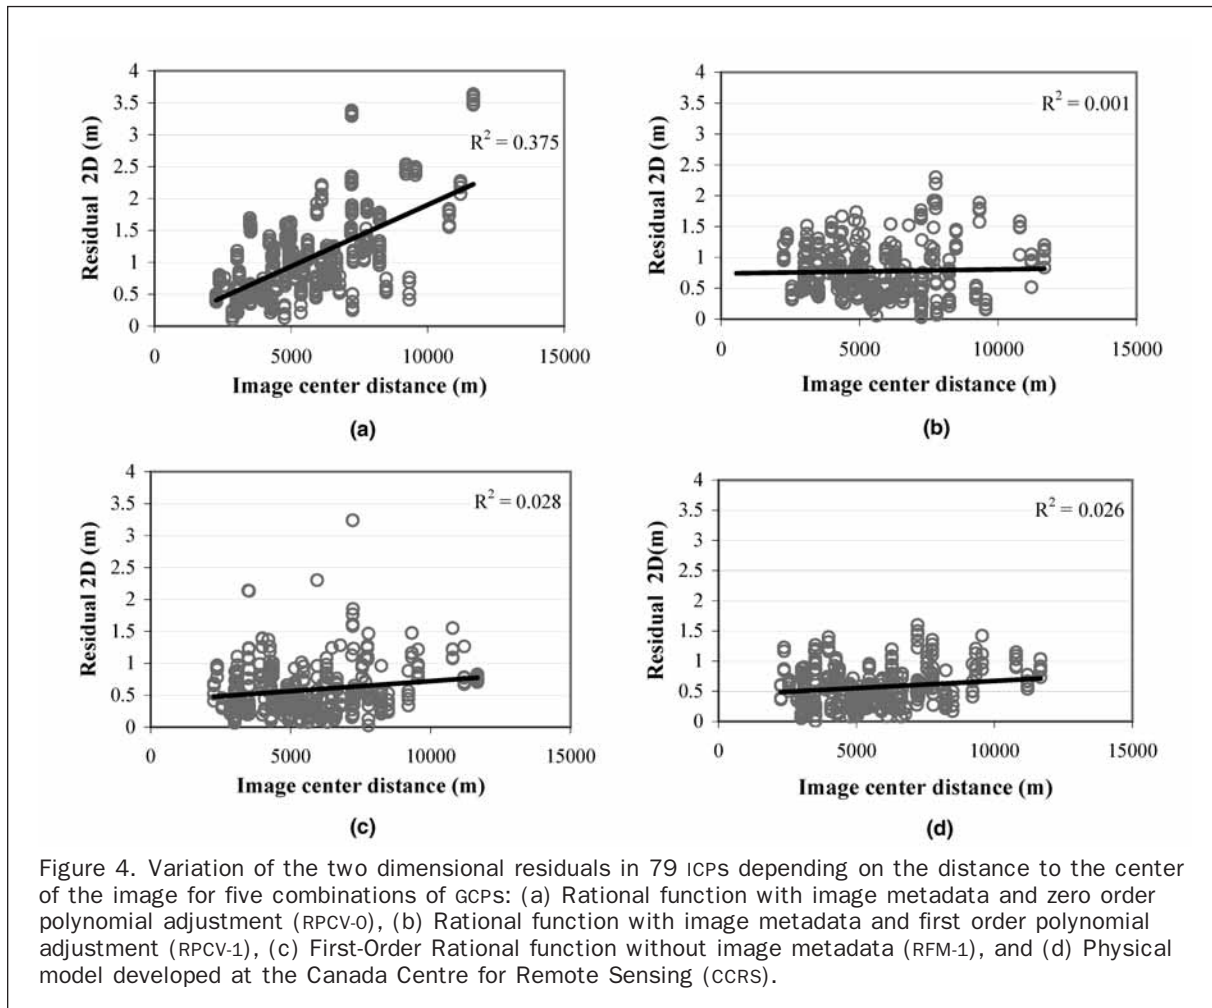 4
3.5
3
2.5
2
1.5
1
0.5
0
Residual 2D (m)
R² = 0.375
0 5000 10000 15000
Image center distance (m)
(a)
4
3.5
3
2.5
2
1.5
1
0.5
0
Residual 2D (m)
R² = 0.001
0 5000 10000 15000
Image center distance (m)
(b)
4
3.5
3
2.5
2
1.5
1
0.5
0
Residual 2D (m)
R² = 0.028
0 5000 10000 15000
Image center distance (m)
(c)
4
3.5
3
2.5
2
1.5
1
0.5
0
Residual 2D(m)
R² = 0.026
0 5000 10000 15000
Image center distance (m)
(d)
Figure 4. Variation of the two dimensional residuals in 79 ICPs depending on the distance to the center
of the image for five combinations of GCPs: (a) Rational function with image metadata and zero order
polynomial adjustment (RPCV-0), (b) Rational function with image metadata and first order polynomial
adjustment (RPCV-1), (c) First-Order Rational function without image metadata (RFM-1), and (d) Physical
model developed at the Canada Centre for Remote Sensing (CCRS).